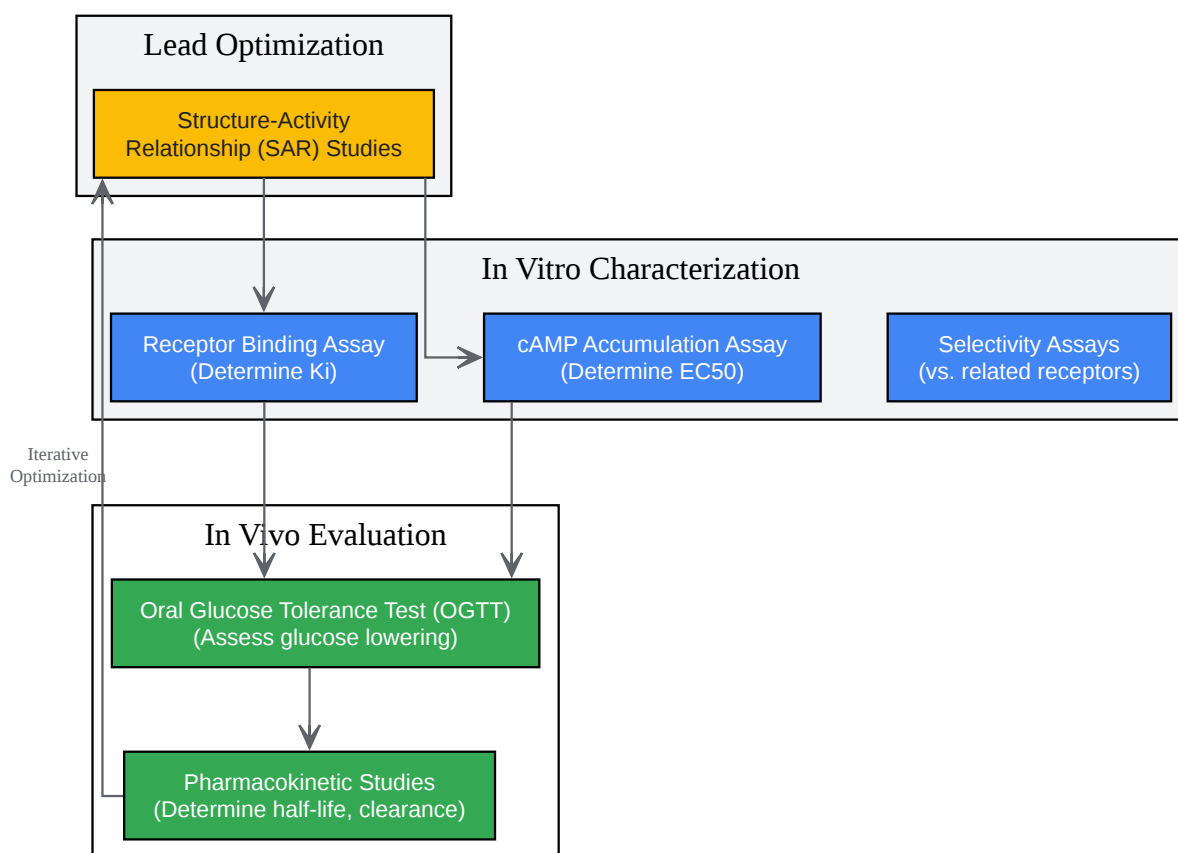 Lead Optimization
Structure-Activity
Relationship (SAR) Studies
In Vitro Characterization
Receptor Binding Assay
(Determine Ki)
cAMP Accumulation Assay
(Determine EC50)
Selectivity Assays
(vs. related receptors)
Iterative
Optimization
In Vivo Evaluation
Oral Glucose Tolerance Test (OGTT)
(Assess glucose lowering)
Pharmacokinetic Studies
(Determine half-life, clearance)